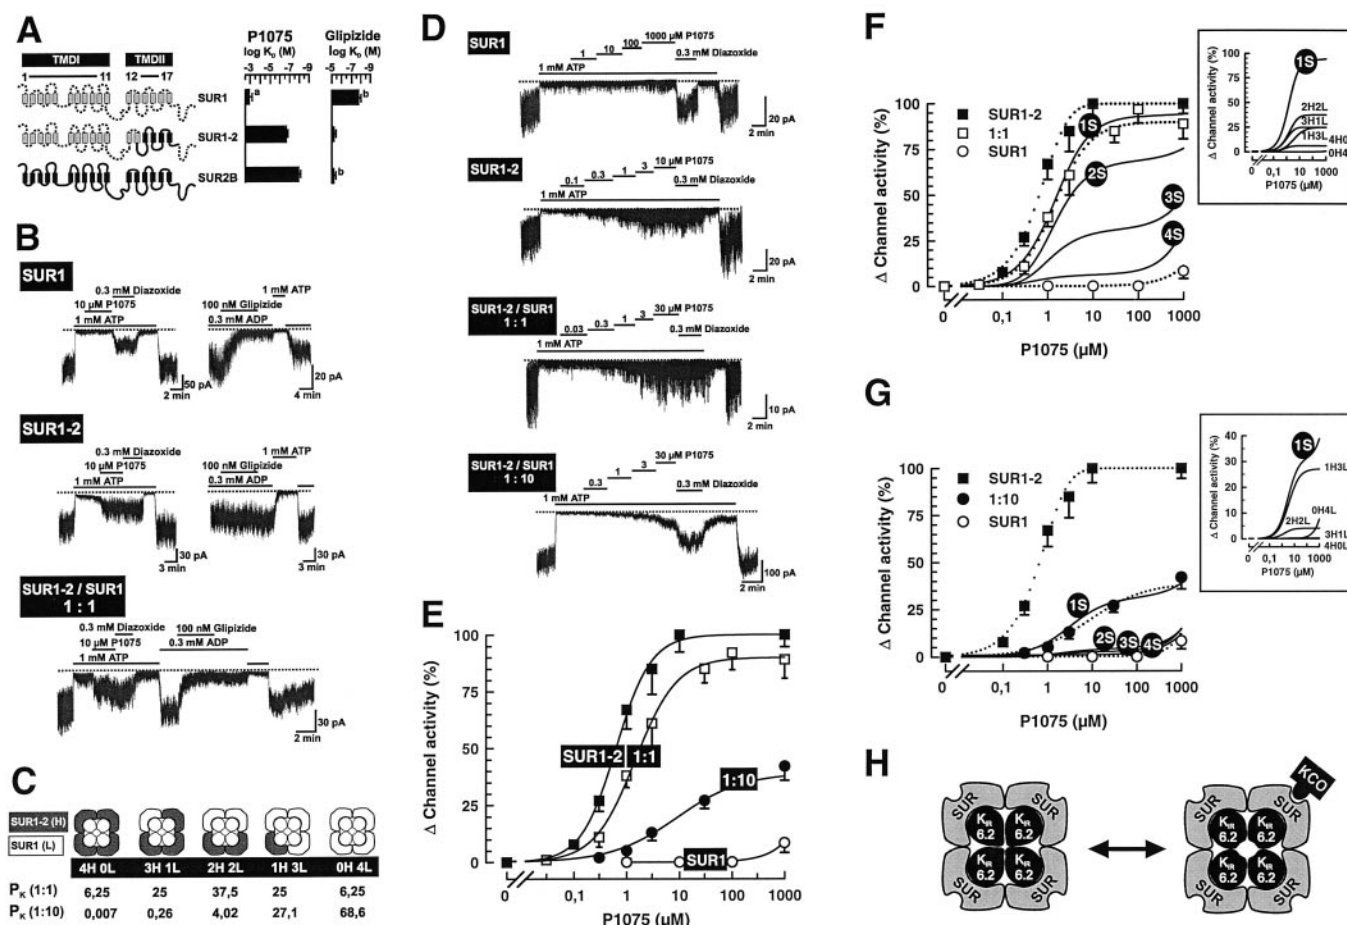 A
TMDI
TMDII
1 11 12 17
P1075
log K_D (M)
-3 -5 -7 -9
Glipizide
log K_D (M)
-5 -7 -9
SUR1
a
b
SUR1-2
SUR2B
b
B
SUR1
0.3 mM Diazoxide
10 µM P1075
1 mM ATP
50 pA
2 min
1 mM ATP
100 nM Glipizide
0.3 mM ADP
20 pA
4 min
SUR1-2
0.3 mM Diazoxide
10 µM P1075
1 mM ATP
30 pA
3 min
1 mM ATP
100 nM Glipizide
0.3 mM ADP
30 pA
3 min
SUR1-2 / SUR1
1 : 1
0.3 mM Diazoxide
10 µM P1075
1 mM ATP
100 nM Glipizide
0.3 mM ADP
30 pA
2 min
C
SUR1-2 (H)
SUR1 (L)
4H 0L 3H 1L 2H 2L 1H 3L 0H 4L
P_K (1:1) 6,25 25 37,5 25 6,25
P_K (1:10) 0,007 0,26 4,02 27,1 68,6
D
SUR1
1 10 100 1000 µM P1075
0.3 mM Diazoxide
1 mM ATP
20 pA
2 min
SUR1-2
0.1 0.3 1 3 10 µM P1075
0.3 mM Diazoxide
1 mM ATP
20 pA
2 min
SUR1-2 / SUR1
1 : 1
0.03 0.3 1 3 30 µM P1075
0.3 mM Diazoxide
1 mM ATP
10 pA
2 min
SUR1-2 / SUR1
1 : 10
0.3 1 3 30 µM P1075
0.3 mM Diazoxide
1 mM ATP
100 pA
2 min
E
Δ Channel activity (%)
100
75
50
25
0
SUR1-2
1:1
1:10
SUR1
0 0,1 1 10 100 1000
P1075 (µM)
F
Δ Channel activity (%)
100
75
50
25
0
SUR1-2
1:1
SUR1
1S
2S
3S
4S
0 0,1 1 10 100 1000
P1075 (µM)
Δ Channel activity (%)
100
75
50
25
0
1S
2H2L
3H1L
1H3L
4H0L
0H4L
0 0,1 10 1000
P1075 (µM)
G
Δ Channel activity (%)
100
75
50
25
0
SUR1-2
1:10
SUR1
1S
2S
3S
4S
0 0,1 1 10 100 1000
P1075 (µM)
Δ Channel activity (%)
40
30
20
10
0
1S
1H3L
0H4L
2H2L
3H1L
4H0L
0 0,1 10 1000
P1075 (µM)
H
SUR SUR
K_IR 6.2 K_IR 6.2
K_IR 6.2 K_IR 6.2
SUR SUR
KCO
SUR SUR
K_IR 6.2 K_IR 6.2
K_IR 6.2 K_IR 6.2
SUR SUR